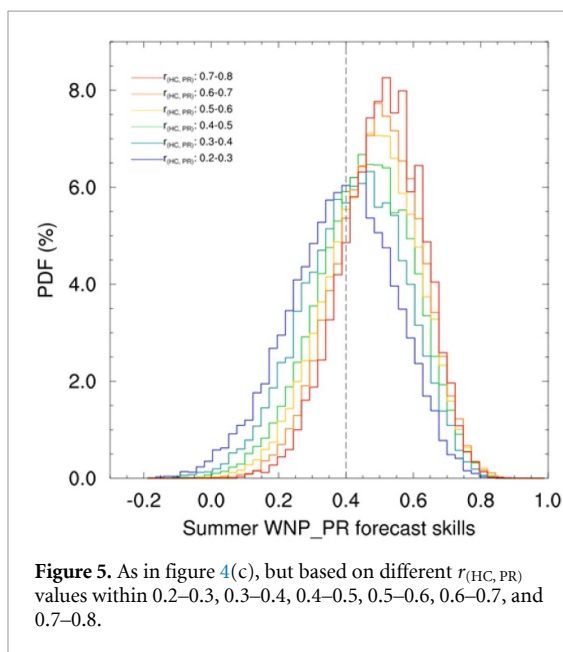 8.0
6.0
4.0
2.0
0.0
PDF (%)
r(HC, PR): 0.7-0.8
r(HC, PR): 0.6-0.7
r(HC, PR): 0.5-0.6
r(HC, PR): 0.4-0.5
r(HC, PR): 0.3-0.4
r(HC, PR): 0.2-0.3
-0.2 0.0 0.2 0.4 0.6 0.8 1.0
Summer WNP_PR forecast skills
Figure 5. As in figure 4(c), but based on different r(HC, PR)
values within 0.2–0.3, 0.3–0.4, 0.4–0.5, 0.5–0.6, 0.6–0.7, and
0.7–0.8.